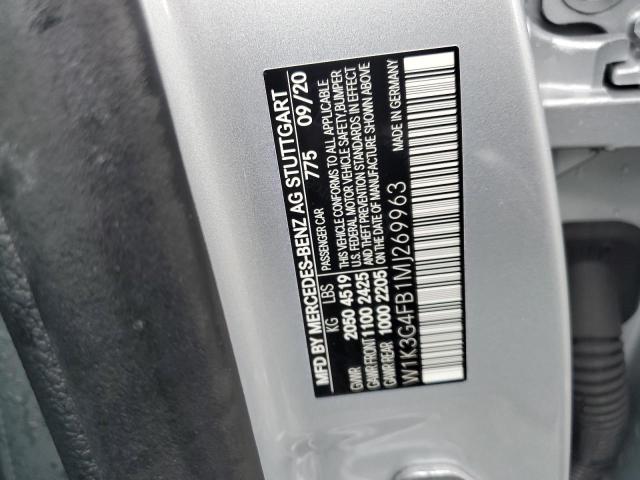 MFD BY MERCEDES-BENZ AG STUTTGART
775 09/20
KG LBS PASSENGER CAR
GVWR 2050 4519 THIS VEHICLE CONFORMS TO ALL APPLICABLE
GAWR FRONT 1100 2425 U.S. FEDERAL MOTOR VEHICLE SAFETY, BUMPER
GAWR REAR 1000 2205 AND THEFT PREVENTION STANDARDS IN EFFECT
ON THE DATE OF MANUFACTURE SHOWN ABOVE
W1K3G4FB1MJ269963 MADE IN GERMANY